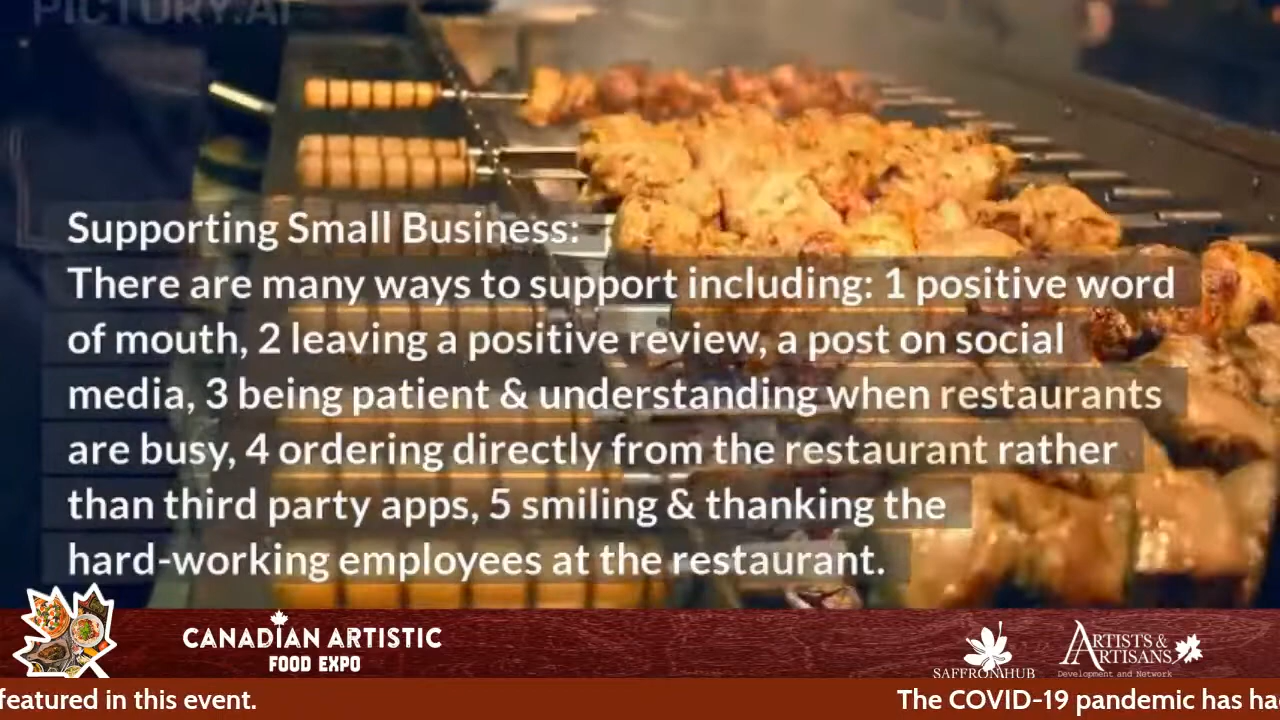 PICTORY.AI
Supporting Small Business:
There are many ways to support including: 1 positive word
of mouth, 2 leaving a positive review, a post on social
media, 3 being patient & understanding when restaurants
are busy, 4 ordering directly from the restaurant rather
than third party apps, 5 smiling & thanking the
hard-working employees at the restaurant.
CANADIAN ARTISTIC
FOOD EXPO
SAFFRONHUB
ARTISTS &
ARTISANS
Development and Network
featured in this event.
The COVID-19 pandemic has ha